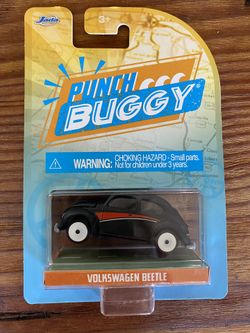 Jada
3+
PUNCH
BUGGY
WARNING:
CHOKING HAZARD - Small parts.
Not for children under 3 years.
VOLKSWAGEN BEETLE